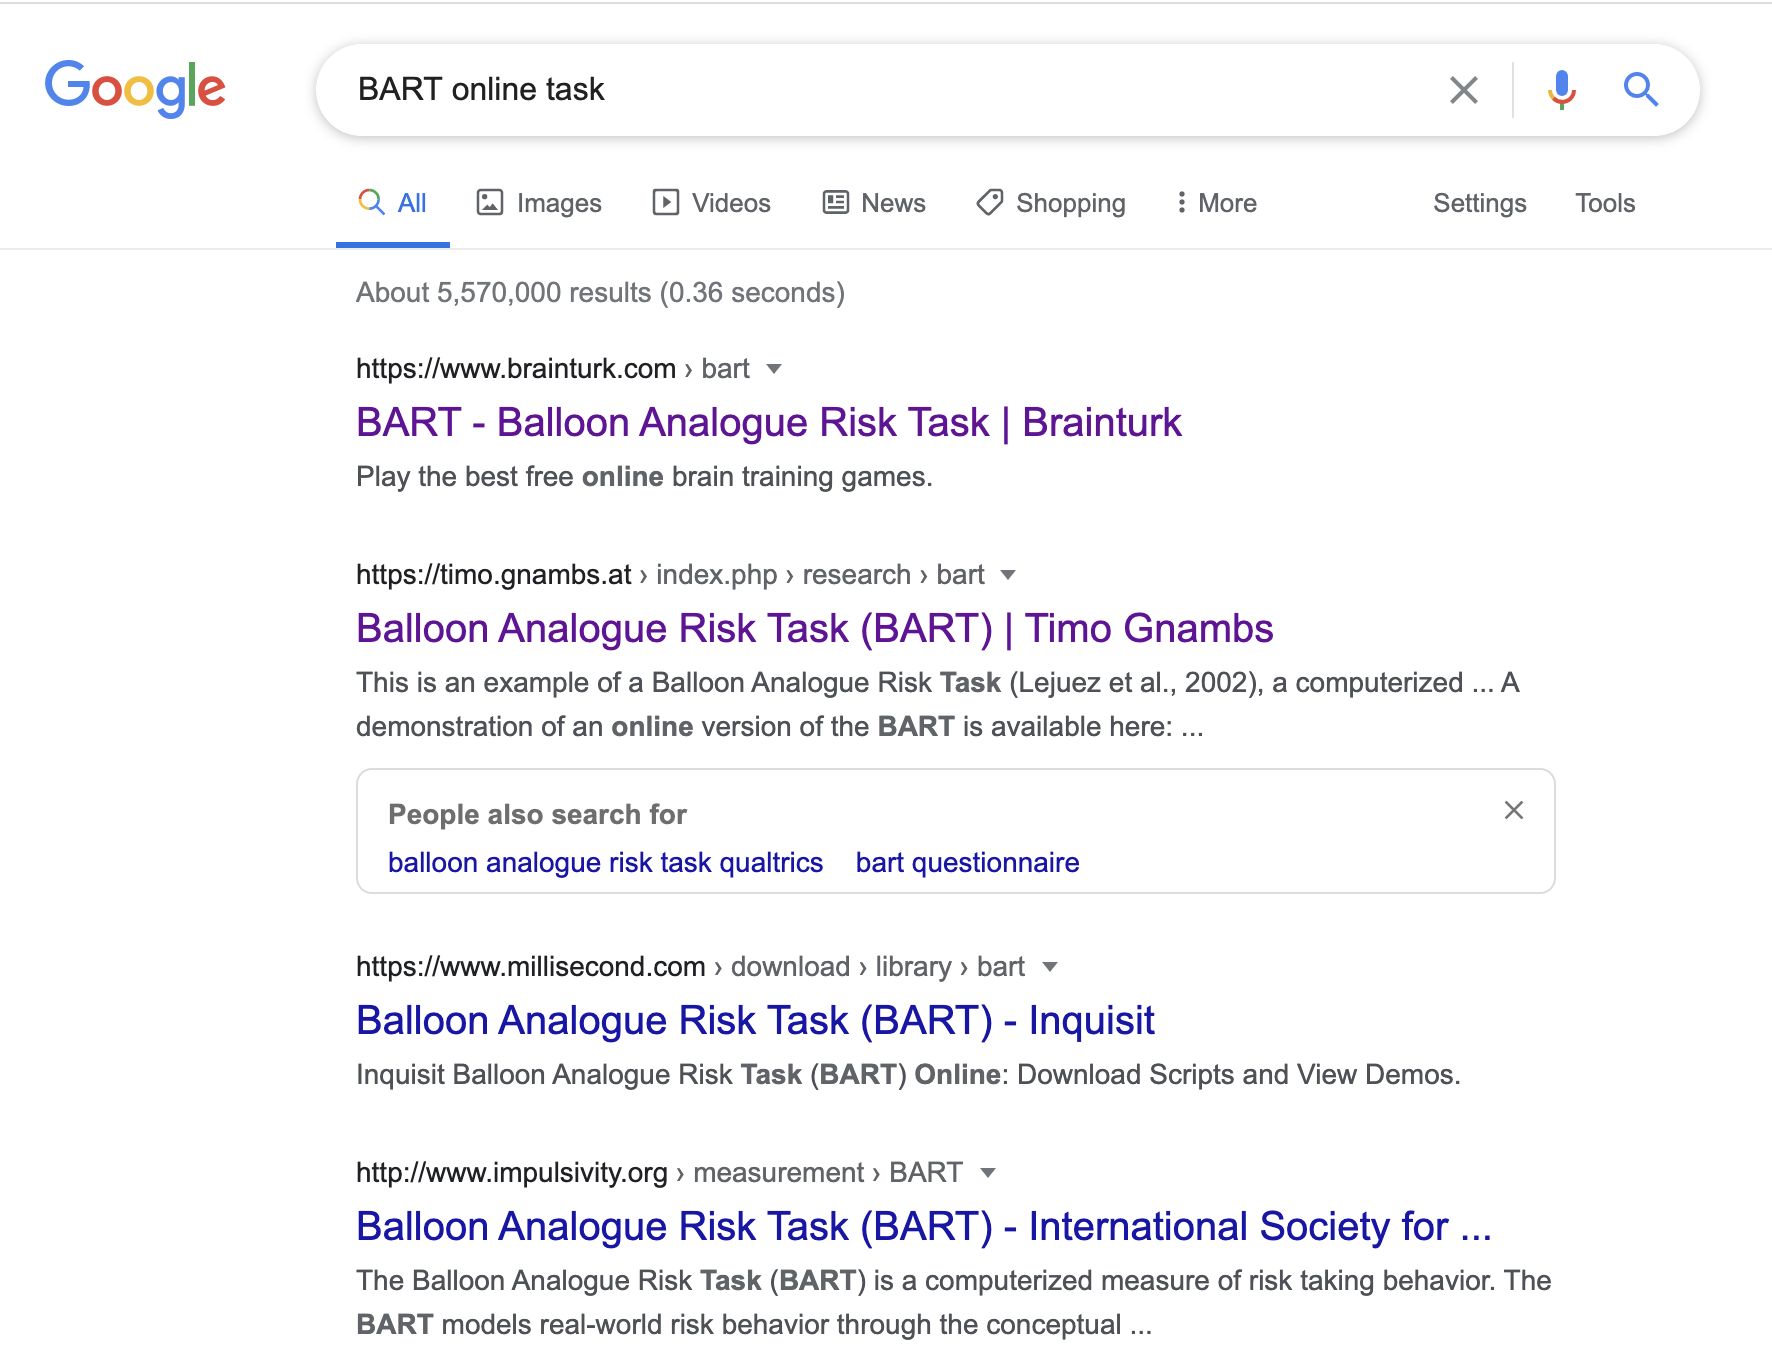 Google
BART online task
All Images Videos News Shopping More Settings Tools
About 5,570,000 results (0.36 seconds)
https://www.brainturk.com › bart
BART - Balloon Analogue Risk Task | Brainturk
Play the best free online brain training games.
https://timo.gnambs.at › index.php › research › bart
Balloon Analogue Risk Task (BART) | Timo Gnambs
This is an example of a Balloon Analogue Risk Task (Lejuez et al., 2002), a computerized ... A
demonstration of an online version of the BART is available here: ...
People also search for
balloon analogue risk task qualtrics bart questionnaire
https://www.millisecond.com › download › library › bart
Balloon Analogue Risk Task (BART) - Inquisit
Inquisit Balloon Analogue Risk Task (BART) Online: Download Scripts and View Demos.
http://www.impulsivity.org › measurement › BART
Balloon Analogue Risk Task (BART) - International Society for ...
The Balloon Analogue Risk Task (BART) is a computerized measure of risk taking behavior. The
BART models real-world risk behavior through the conceptual ...